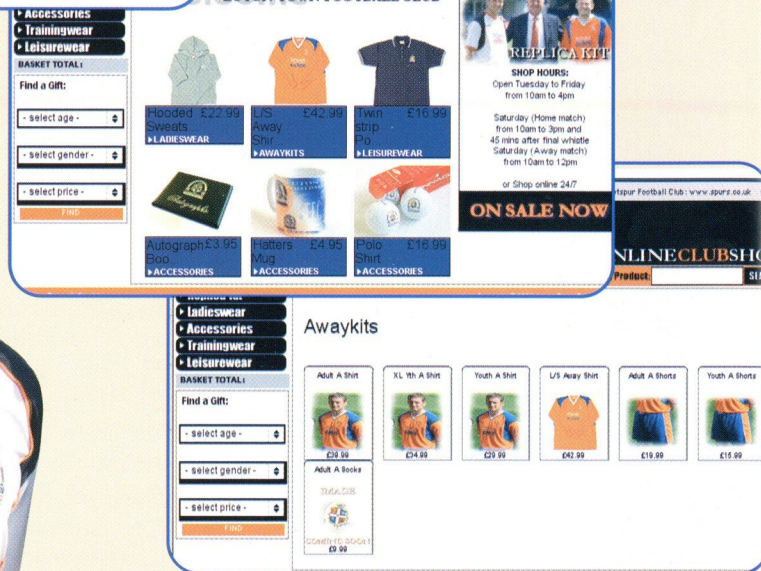 TOWN FOOTBALL CLUB
▸ Accessories
▸ Trainingwear
▸ Leisurewear
BASKET TOTAL:
Find a Gift:
- select age -
- select gender -
- select price -
FIND
Hooded £22.99
Sweats
▸LADIESWEAR
L/S £42.99
Away
Shir
▸AWAYKITS
Twin £16.99
strip
Po
▸LEISUREWEAR
Autograph £3.95
Boo
▸ACCESSORIES
Hatters £4.95
Mug
▸ACCESSORIES
Polo £16.99
Shirt
▸ACCESSORIES
REPLICA KIT
SHOP HOURS:
Open Tuesday to Friday
from 10am to 4pm
Saturday (Home match)
from 10am to 3pm and
45 mins after final whistle
Saturday (Away match)
from 10am to 12pm
or Shop online 24/7
ON SALE NOW
rtspur Football Club: www.spurs.co.uk
NLINECLUBSHO
Product:
▸ Ladiewear
▸ Accessories
▸ Trainingwear
▸ Leisurewear
BASKET TOTAL:
Find a Gift:
- select age -
- select gender -
- select price -
FIND
Awaykits
Adult A Shirt
£39.99
XL Yth A Shirt
£34.99
Youth A Shirt
£29.99
L/S Away Shirt
£42.99
Adult A Shorts
£19.99
Youth A Shorts
£15.99
Adult A Socks
IMAGE
COMING SOON
£9.99